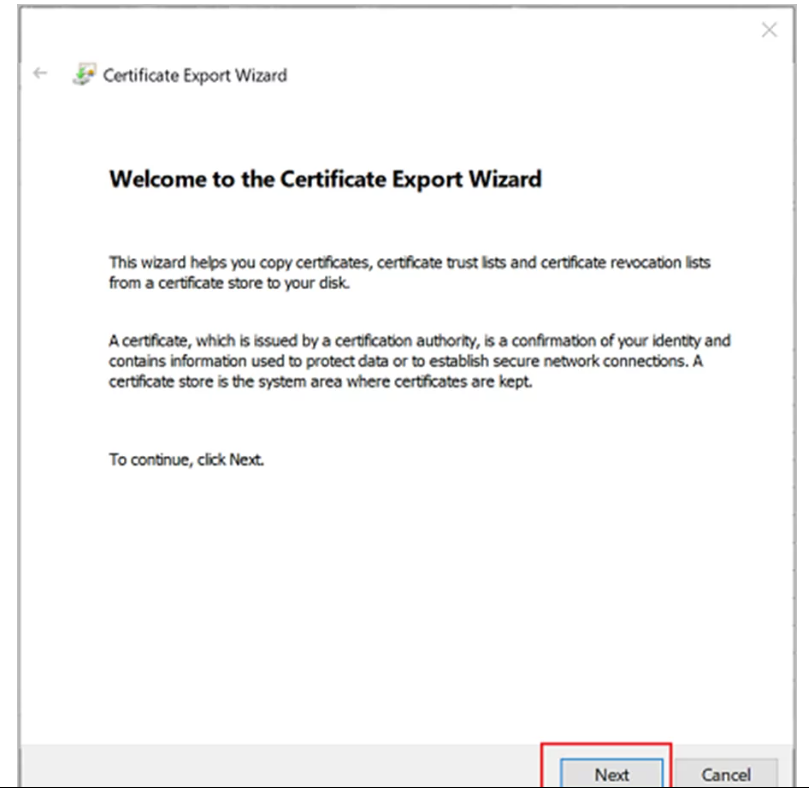 Certificate Export Wizard
Welcome to the Certificate Export Wizard
This wizard helps you copy certificates, certificate trust lists and certificate revocation lists
from a certificate store to your disk.
A certificate, which is issued by a certification authority, is a confirmation of your identity and
contains information used to protect data or to establish secure network connections. A
certificate store is the system area where certificates are kept.
To continue, click Next.
Next
Cancel